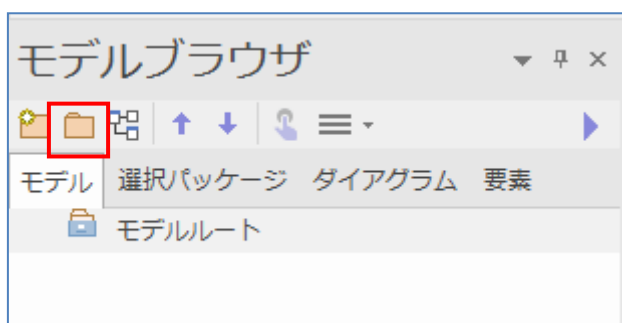 モデルブラウザ
モデル 選択パッケージ ダイアグラム 要素
モデルルート